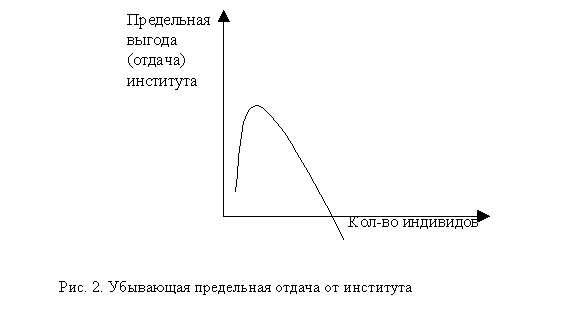 Предельная
выгода
(отдача)
института
Кол-во индивидов
Рис. 2. Убывающая предельная отдача от института